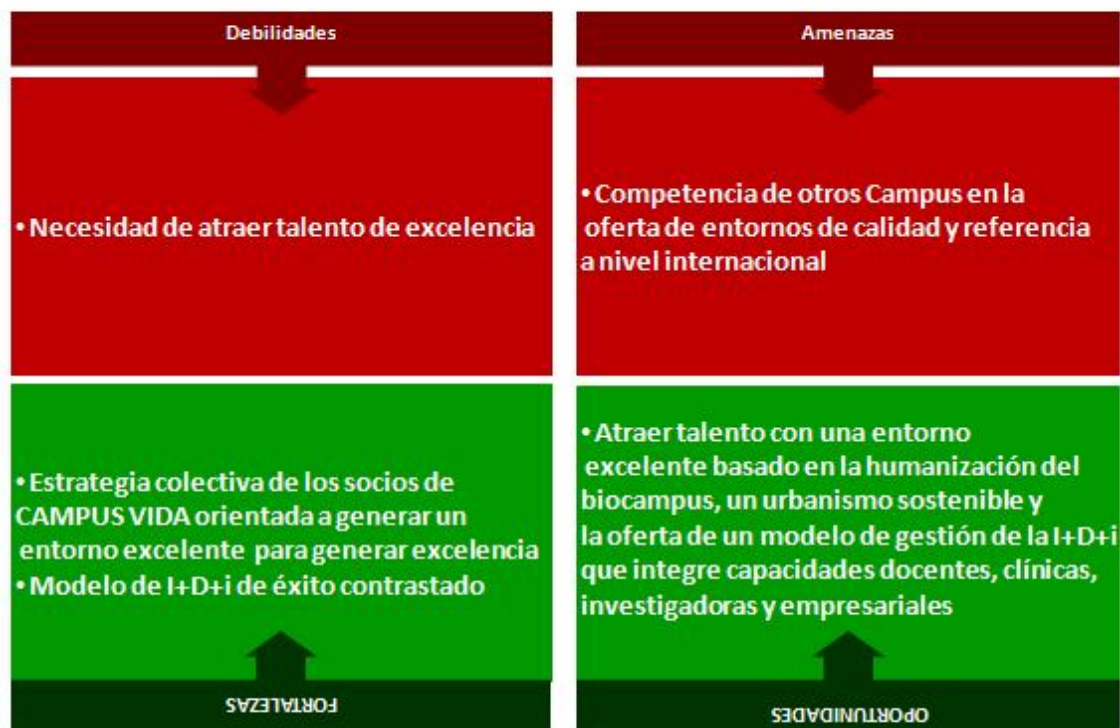 Debilidades
• Necesidad de atraer talento de excelencia
Amenazas
• Competencia de otros Campus en la
oferta de entornos de calidad y referencia
a nivel internacional
• Estrategia colectiva de los socios de
CAMPUS VIDA orientada a generar un
entorno excelente para generar excelencia
• Modelo de I+D+i de éxito contrastado
FORTALEZAS
• Atraer talento con una entorno
excelente basado en la humanización del
biocampus, un urbanismo sostenible y
la oferta de un modelo de gestión de la I+D+i
que integre capacidades docentes, clínicas,
investigadoras y empresariales
OPORTUNIDADES